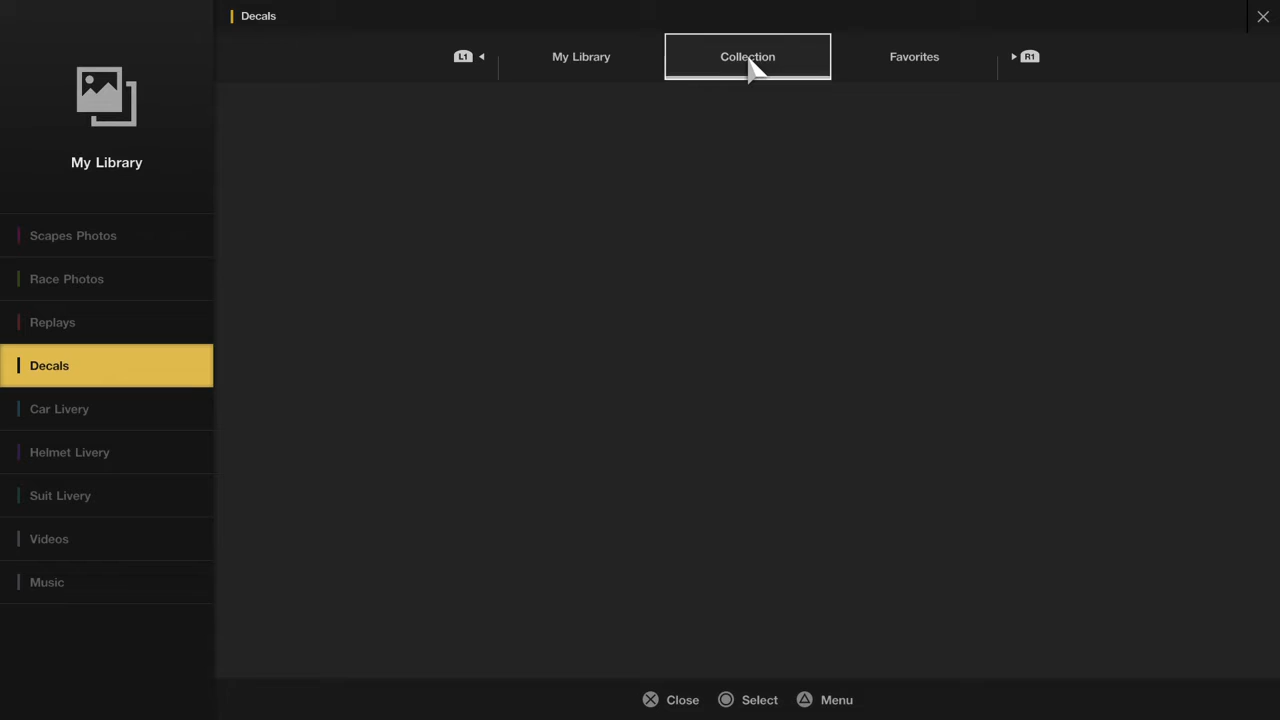 Decals
L1
My Library
Collection
Favorites
R1
My Library
Scapes Photos
Race Photos
Replays
Decals
Car Livery
Helmet Livery
Suit Livery
Videos
Music
Close
Select
Menu